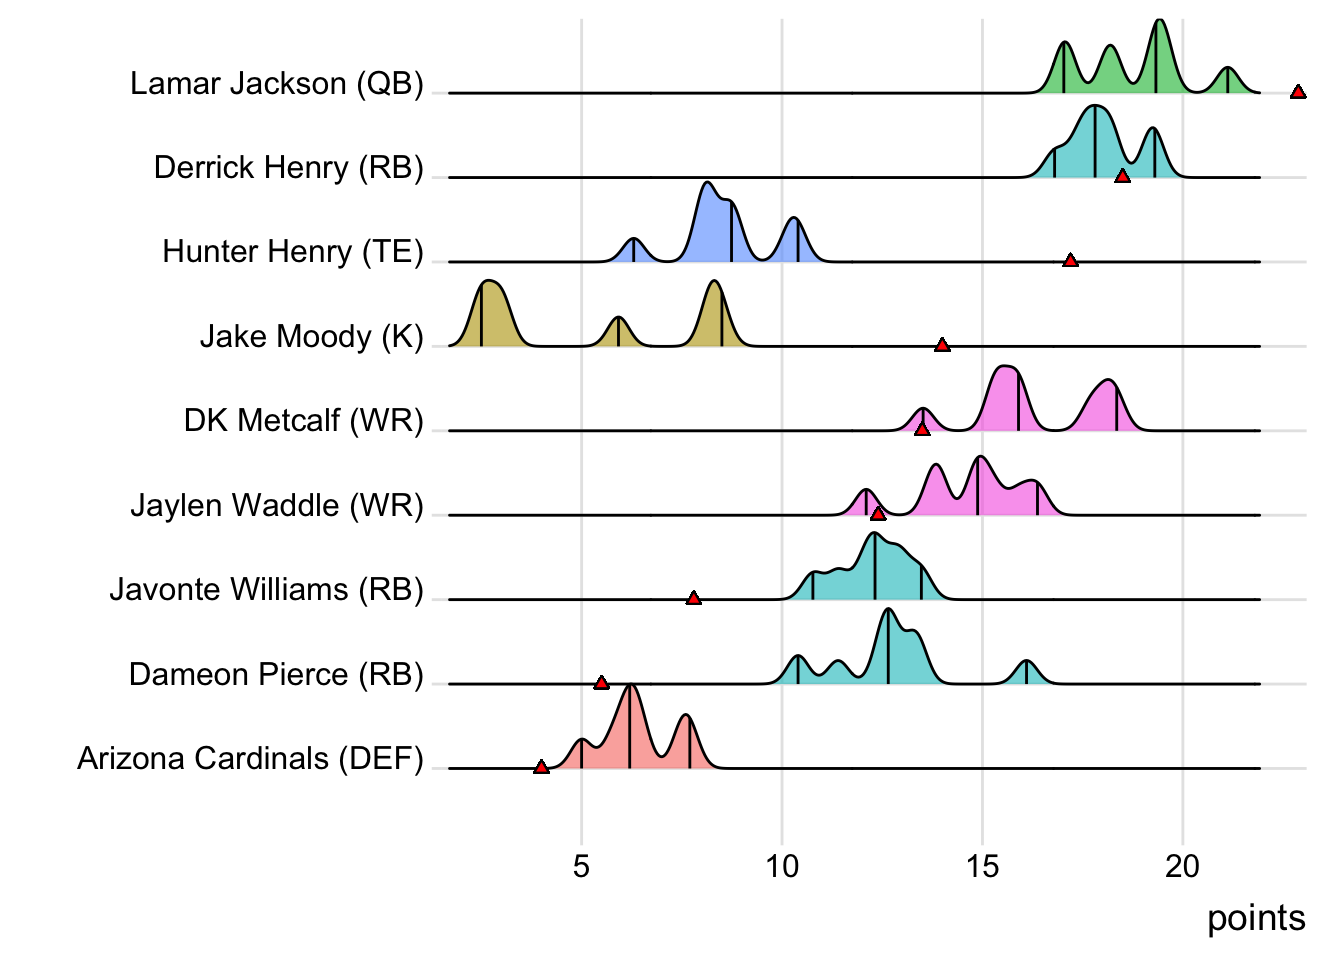 Lamar Jackson (QB)
Derrick Henry (RB)
Hunter Henry (TE)
Jake Moody (K)
DK Metcalf (WR)
Jaylen Waddle (WR)
Javonte Williams (RB)
Dameon Pierce (RB)
Arizona Cardinals (DEF)
5 10 15 20
points